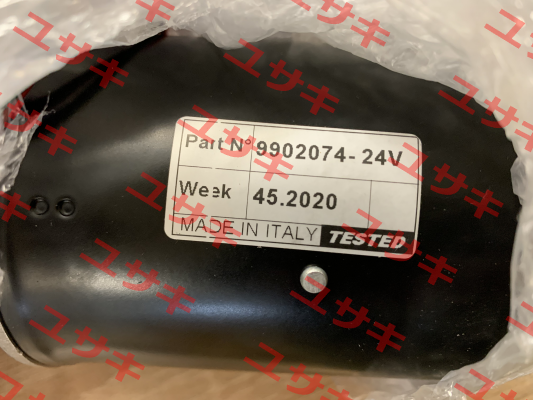 Part N° 9902074-24V
Week 45.2020
MADE IN ITALY TESTED
ユサキ